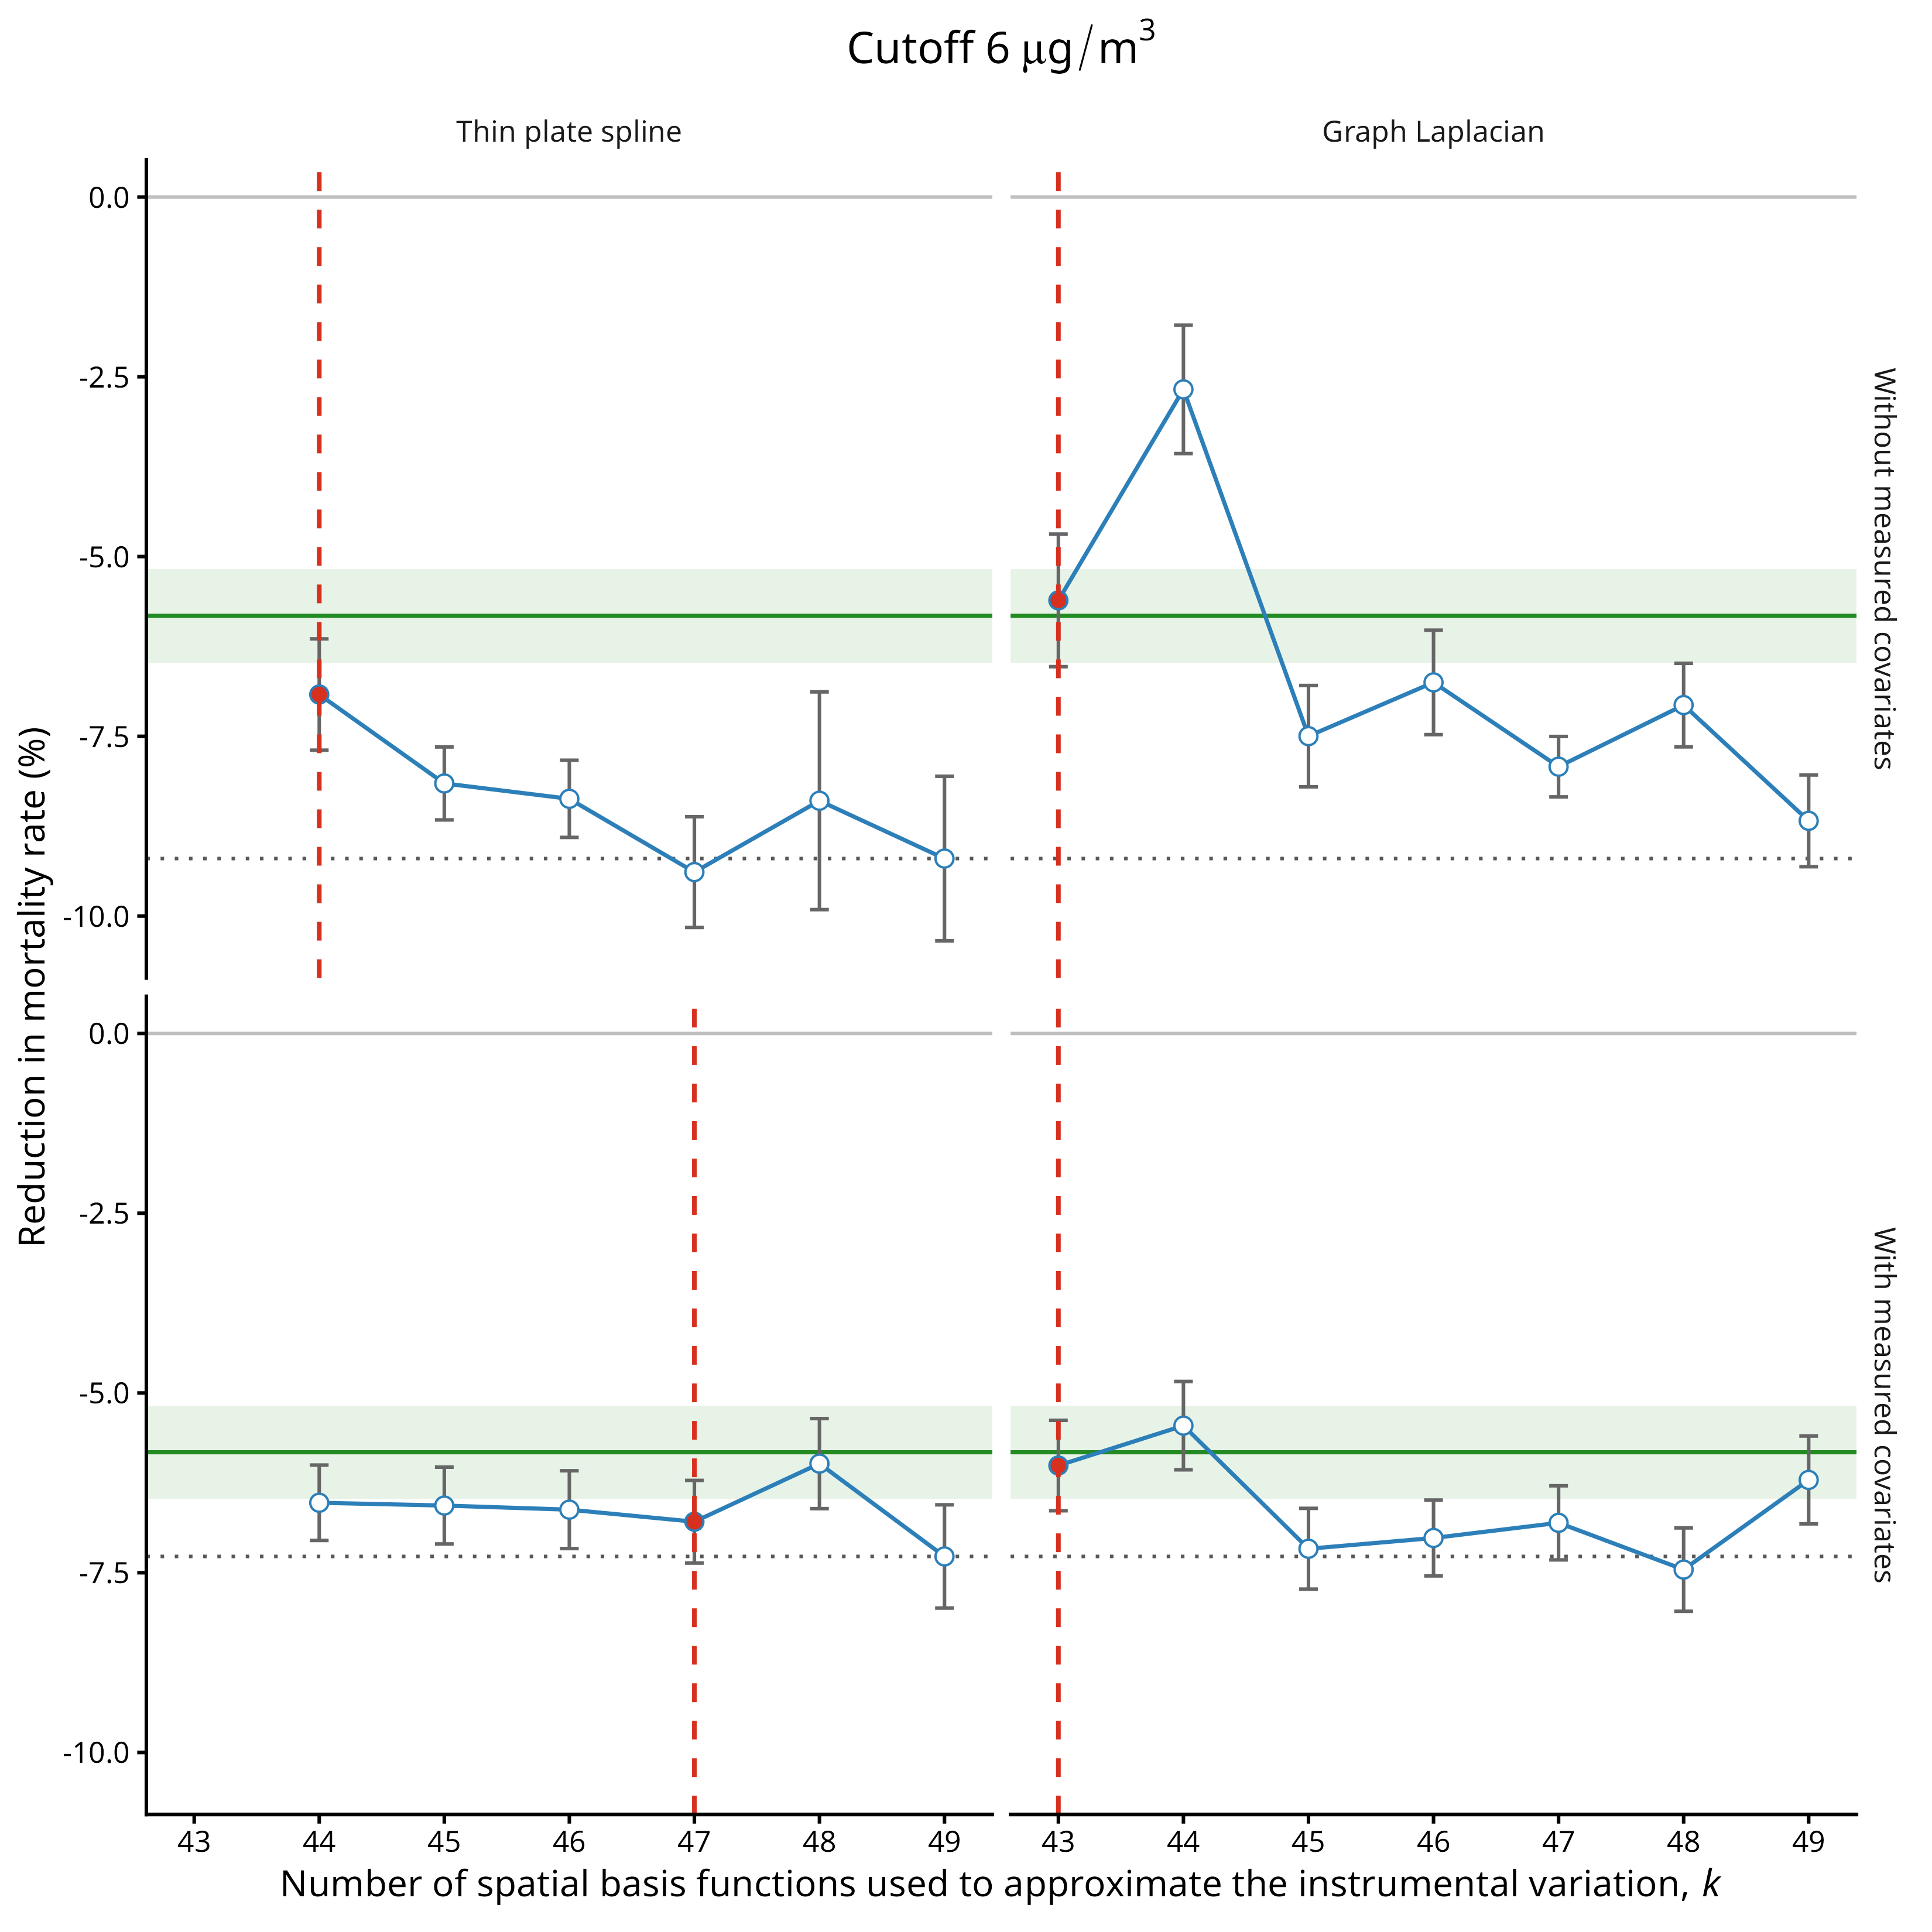 Cutoff 6 μg/m³
Thin plate spline
Graph Laplacian
0.0
-2.5
-5.0
-7.5
-10.0
Without measured covariates
0.0
-2.5
-5.0
-7.5
-10.0
With measured covariates
Reduction in mortality rate (%)
43 44 45 46 47 48 49 43 44 45 46 47 48 49
Number of spatial basis functions used to approximate the instrumental variation, k